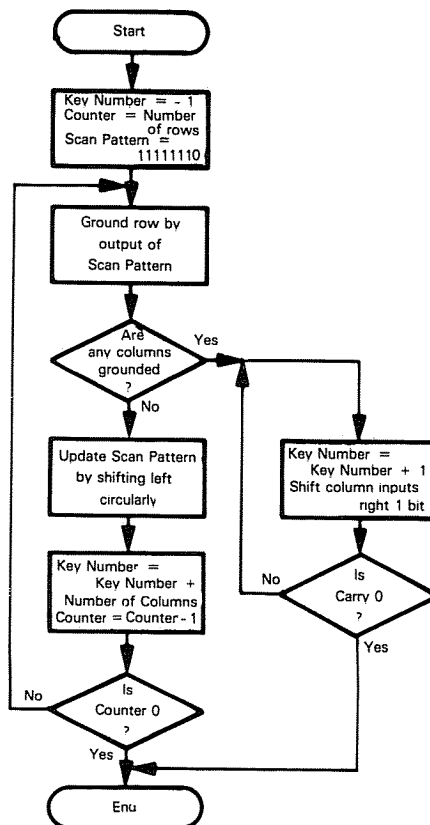 Start
Key Number = - 1
Counter = Number
of rows
Scan Pattern =
11111110
Ground row by
output of
Scan Pattern
Are
any columns
grounded
?
Yes
No
Update Scan Pattern
by shifting left
circularly
Key Number =
Key Number +
Number of Columns
Counter = Counter - 1
No
Is
Counter 0
?
Yes
Key Number =
Key Number + 1
Shift column inputs
right 1 bit
No
Is
Carry 0
?
Yes
End